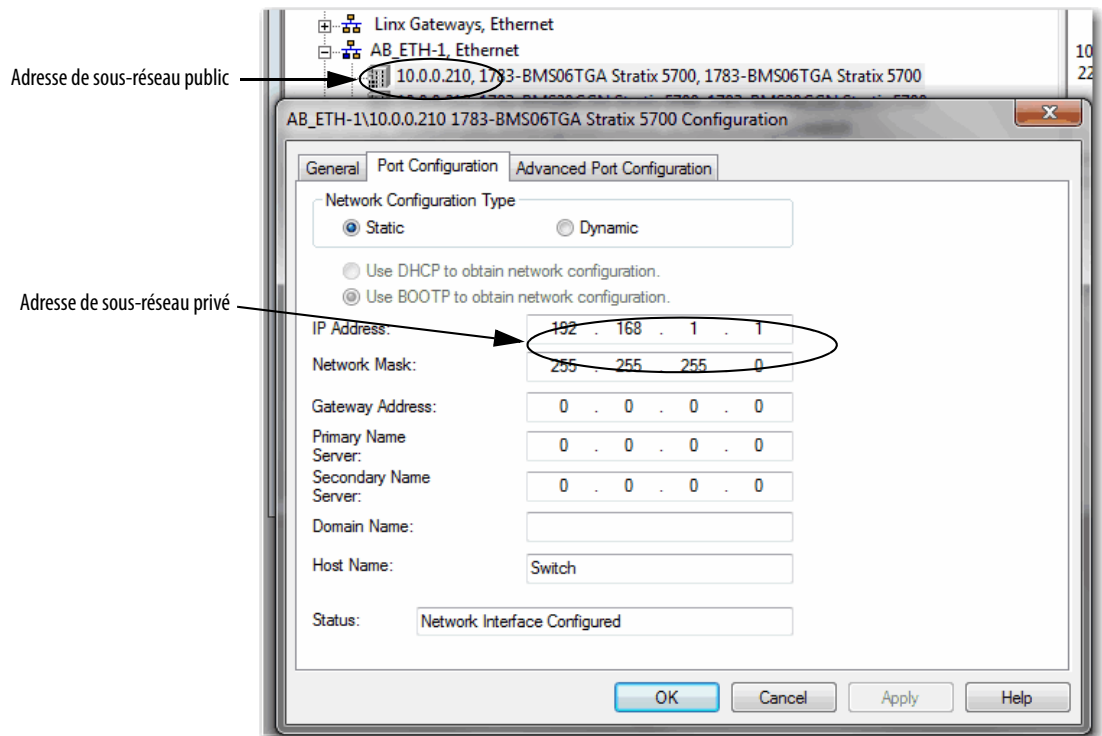 Linx Gateways, Ethernet
AB_ETH-1, Ethernet
10
Adresse de sous-réseau public
10.0.0.210, 1783-BMS06TGA Stratix 5700, 1783-BMS06TGA Stratix 5700
22
AB_ETH-1\10.0.0.210 1783-BMS06TGA Stratix 5700 Configuration
General
Port Configuration
Advanced Port Configuration
Network Configuration Type
Static
Dynamic
Use DHCP to obtain network configuration.
Use BOOTP to obtain network configuration.
Adresse de sous-réseau privé
IP Address: 192 . 168 . 1 . 1
Network Mask: 255 . 255 . 255 . 0
Gateway Address: 0 . 0 . 0 . 0
Primary Name
Server: 0 . 0 . 0 . 0
Secondary Name
Server: 0 . 0 . 0 . 0
Domain Name:
Host Name: Switch
Status: Network Interface Configured
OK
Cancel
Apply
Help